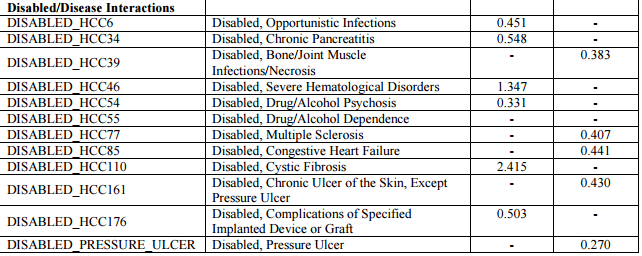 Disabled/Disease Interactions
DISABLED_HCC6 Disabled, Opportunistic Infections 0.451 -
DISABLED_HCC34 Disabled, Chronic Pancreatitis 0.548 -
DISABLED_HCC39 Disabled, Bone/Joint Muscle Infections/Necrosis - 0.383
DISABLED_HCC46 Disabled, Severe Hematological Disorders 1.347 -
DISABLED_HCC54 Disabled, Drug/Alcohol Psychosis 0.331 -
DISABLED_HCC55 Disabled, Drug/Alcohol Dependence - -
DISABLED_HCC77 Disabled, Multiple Sclerosis - 0.407
DISABLED_HCC85 Disabled, Congestive Heart Failure - 0.441
DISABLED_HCC110 Disabled, Cystic Fibrosis 2.415 -
DISABLED_HCC161 Disabled, Chronic Ulcer of the Skin, Except Pressure Ulcer - 0.430
DISABLED_HCC176 Disabled, Complications of Specified Implanted Device or Graft 0.503 -
DISABLED_PRESSURE_ULCER Disabled, Pressure Ulcer - 0.270